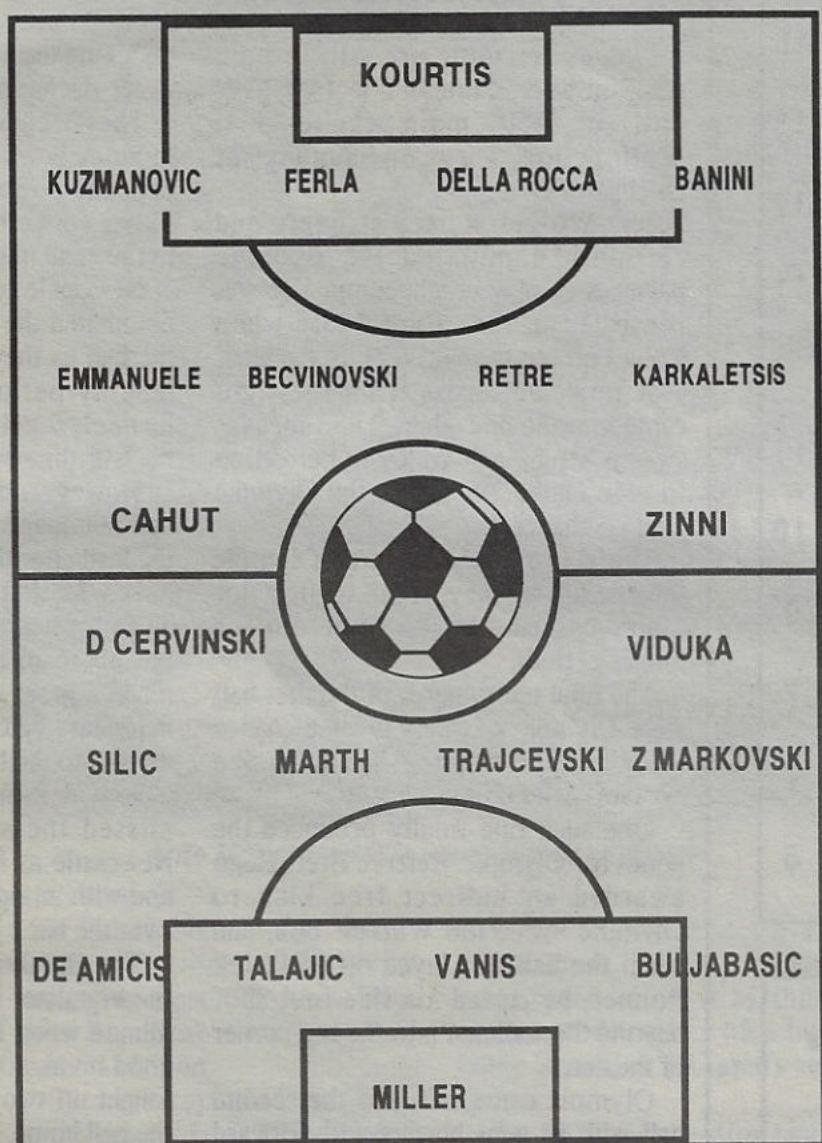 KOURTIS
KUZMANOVIC FERLA DELLA ROCCA BANINI
EMMANUELE BECVINOVSKI RETRE KARKALETSIS
CAHUT ZINNI
D CERVINSKI VIDUKA
SILIC MARTH TRAJCEVSKI Z MARKOVSKI
DE AMICIS TALAJIC VANIS BULJABASIC
MILLER